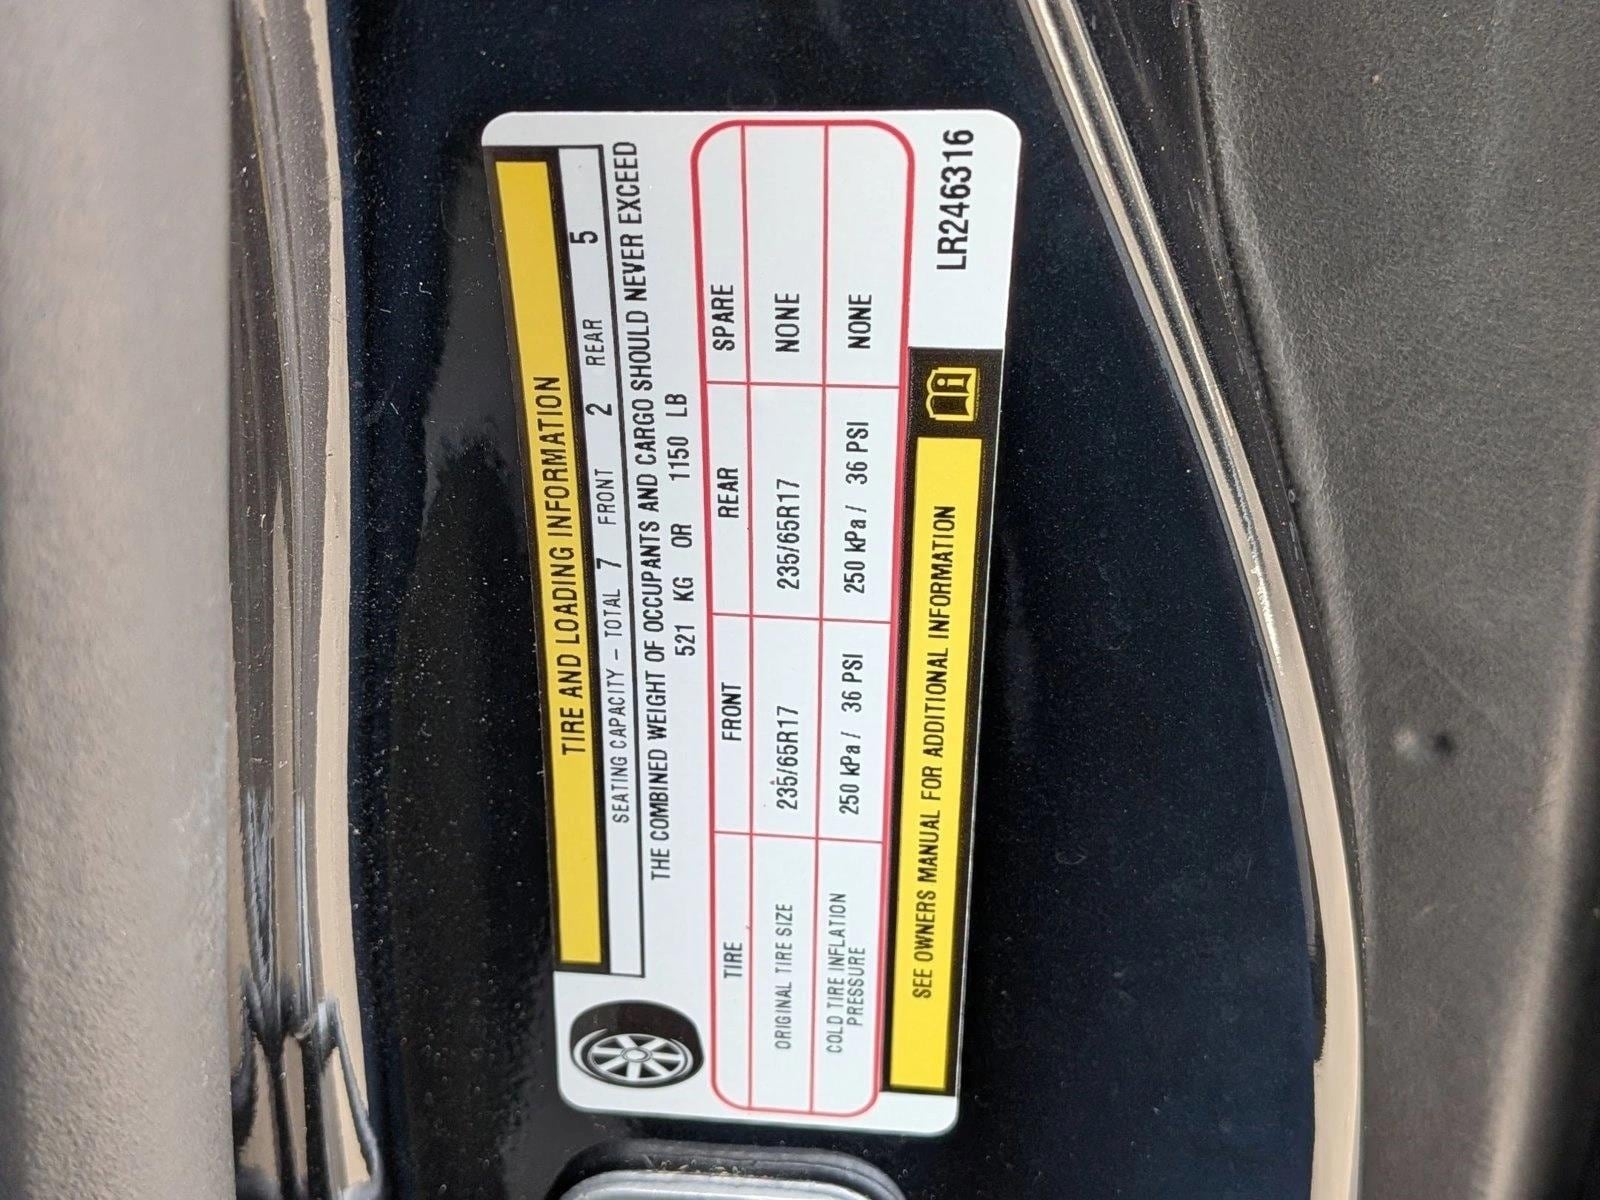 TIRE AND LOADING INFORMATION
SEATING CAPACITY - TOTAL 7 FRONT 2 REAR 5
THE COMBINED WEIGHT OF OCCUPANTS AND CARGO SHOULD NEVER EXCEED
521 KG OR 1150 LB
TIRE FRONT REAR SPARE
ORIGINAL TIRE SIZE 235/65R17 235/65R17 NONE
COLD TIRE INFLATION
PRESSURE 250 kPa / 36 PSI 250 kPa / 36 PSI NONE
SEE OWNERS MANUAL FOR ADDITIONAL INFORMATION
LR246316